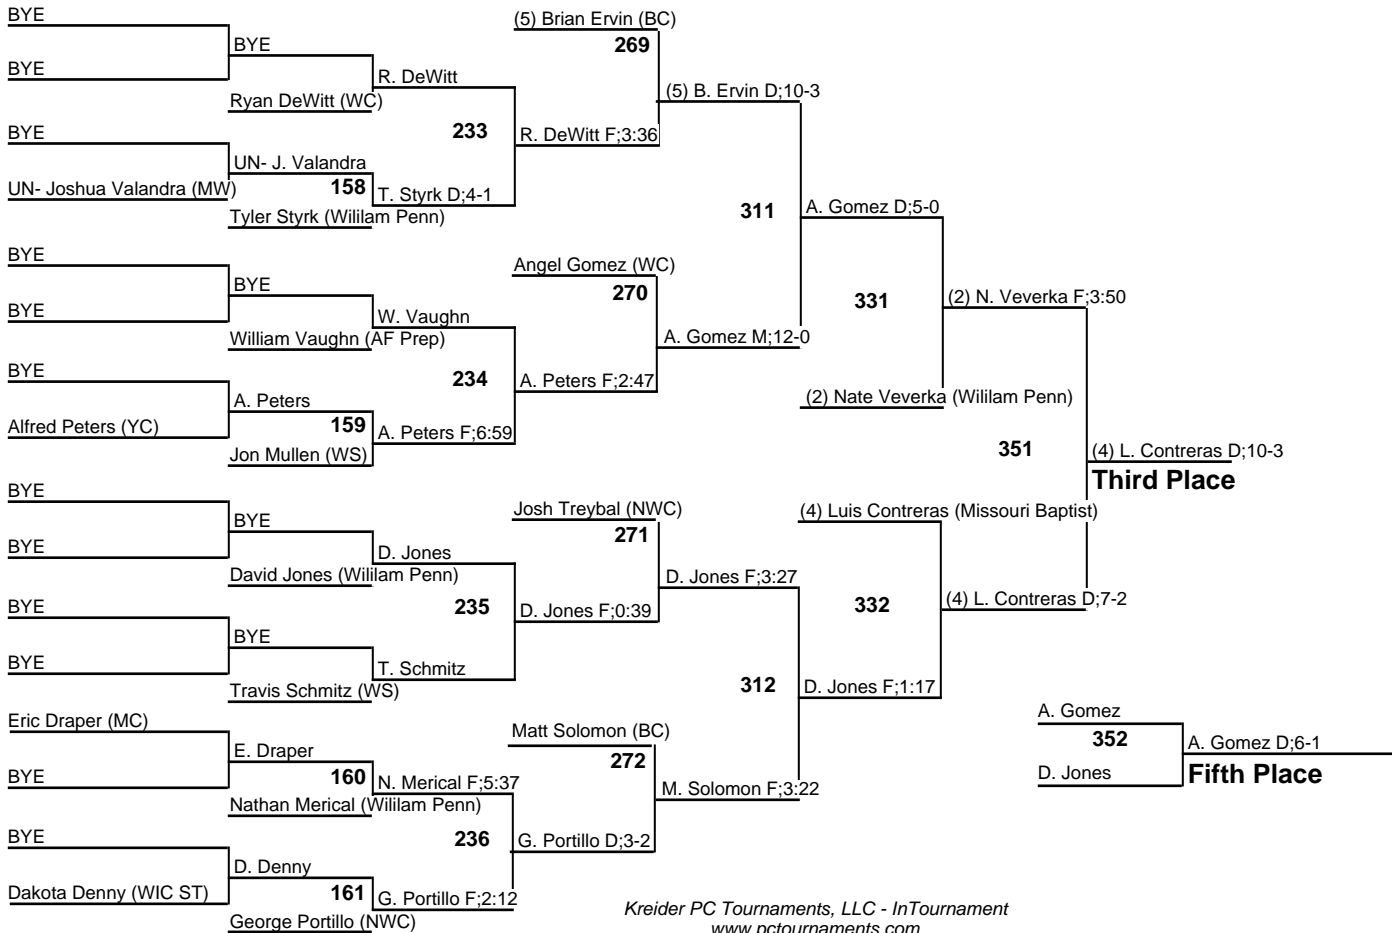 BYE
BYE
BYE
UN- Joshua Valandra (MW)
BYE
BYE
BYE
Alfred Peters (YC)
BYE
BYE
BYE
BYE
Eric Draper (MC)
BYE
BYE
Dakota Denny (WIC ST)
BYE
Ryan DeWitt (WC)
UN- J. Valandra
158
Tyler Styrk (Wililam Penn)
BYE
William Vaughn (AF Prep)
A. Peters
159
Jon Mullen (WS)
BYE
David Jones (Wililam Penn)
BYE
Travis Schmitz (WS)
E. Draper
160
Nathan Merical (Wililam Penn)
D. Denny
161
George Portillo (NWC)
R. DeWitt
233
T. Styrk D;4-1
W. Vaughn
234
A. Peters F;6:59
D. Jones
235
T. Schmitz
N. Merical F;5:37
236
G. Portillo F;2:12
(5) Brian Ervin (BC)
269
R. DeWitt F;3:36
Angel Gomez (WC)
270
A. Peters F;2:47
Josh Treybal (NWC)
271
D. Jones F;0:39
Matt Solomon (BC)
272
G. Portillo D;3-2
(5) B. Ervin D;10-3
311
A. Gomez M;12-0
D. Jones F;3:27
312
M. Solomon F;3:22
A. Gomez D;5-0
331
(2) Nate Veverka (Wililam Penn)
(4) Luis Contreras (Missouri Baptist)
332
D. Jones F;1:17
(2) N. Veverka F;3:50
351
(4) L. Contreras D;7-2
(4) L. Contreras D;10-3
Third Place
A. Gomez
352
D. Jones
A. Gomez D;6-1
Fifth Place
Kreider PC Tournaments, LLC - InTournament
www.pctournaments.com